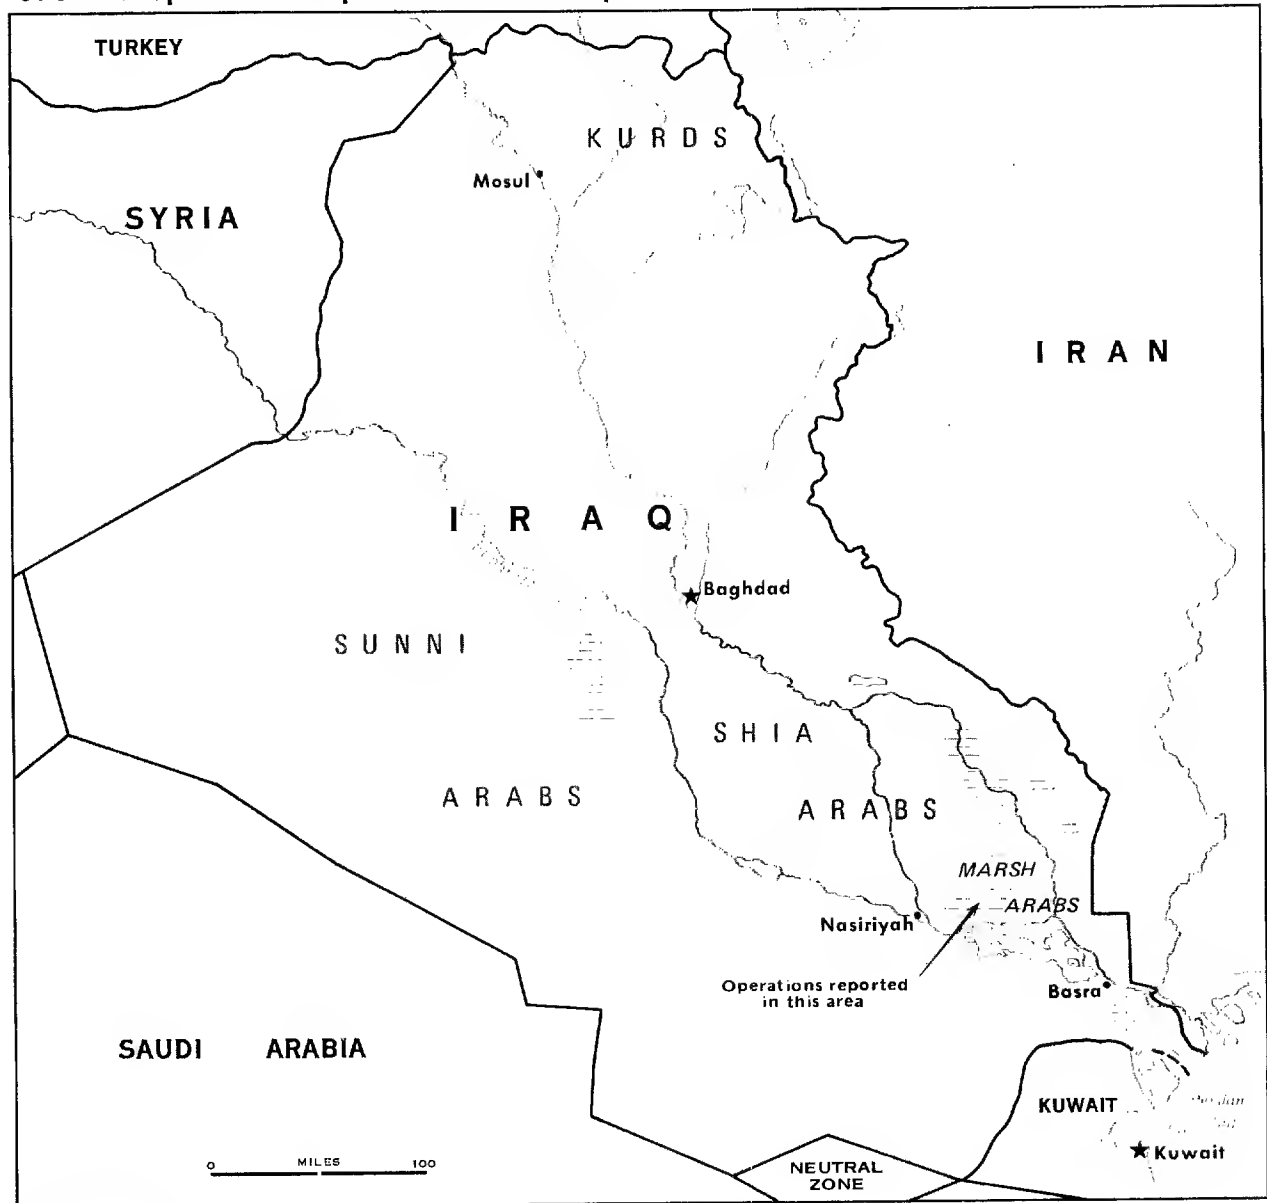 TURKEY
KURDS
Mosul
SYRIA
IRAN
IRAQ
Baghdad
SUNNI
SHIA
ARABS
ARABS
MARSH
ARABS
Nasiriyah
Operations reported
in this area
Basra
SAUDI ARABIA
KUWAIT
Kuwait
0 MILES 100
NEUTRAL
ZONE